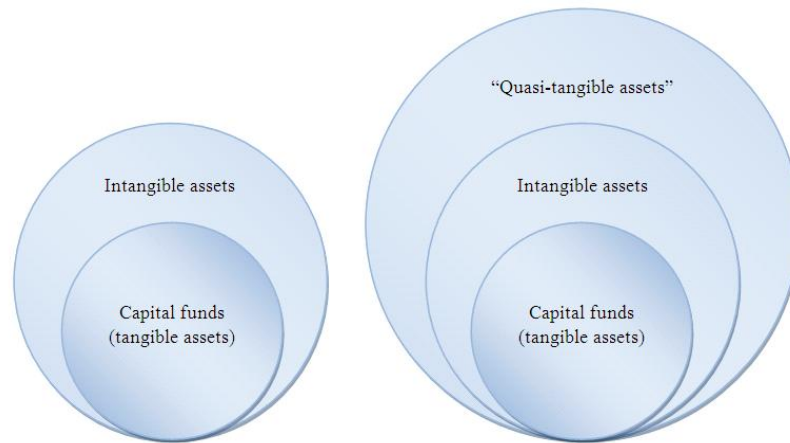 “Quasi-tangible assets”
Intangible assets
Intangible assets
Capital funds
(tangible assets)
Capital funds
(tangible assets)